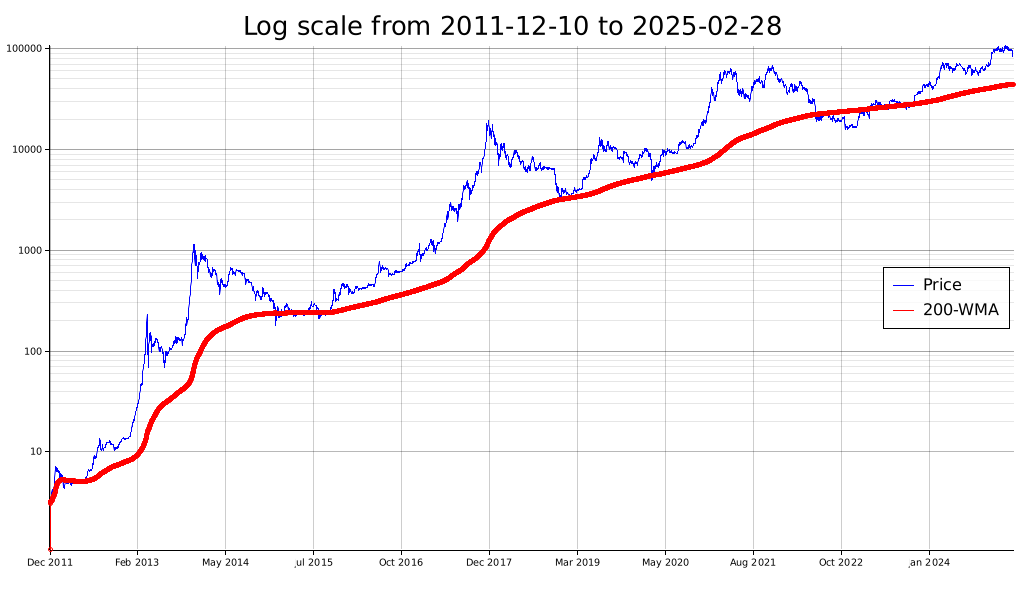 Log scale from 2011-12-10 to 2025-02-28
100000
10000
1000
100
10
Price
200-WMA
Dec 2011 Feb 2013 May 2014 Jul 2015 Oct 2016 Dec 2017 Mar 2019 May 2020 Aug 2021 Oct 2022 Jan 2024